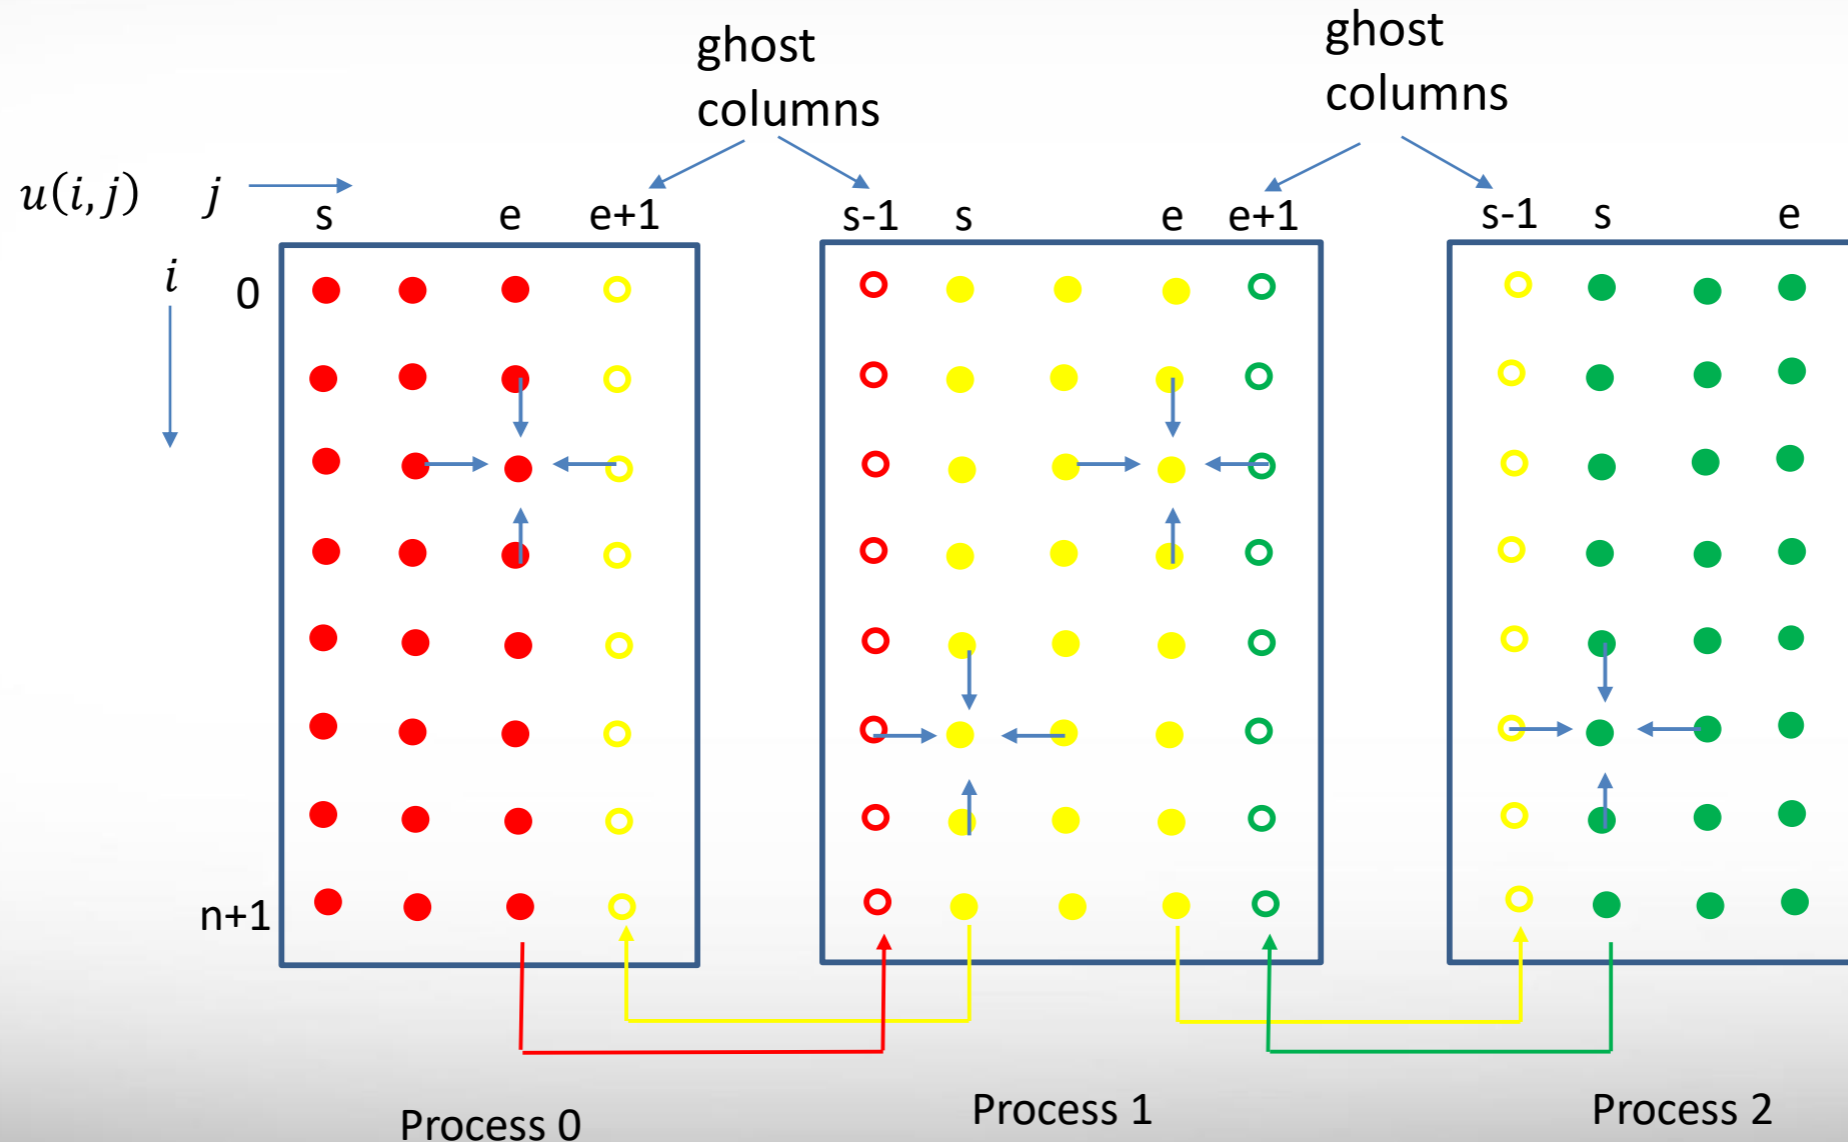 ghost
columns
ghost
columns
u(i,j) j
s e e+1 s-1 s e e+1 s-1 s e
i
0
n+1
Process 0 Process 1 Process 2